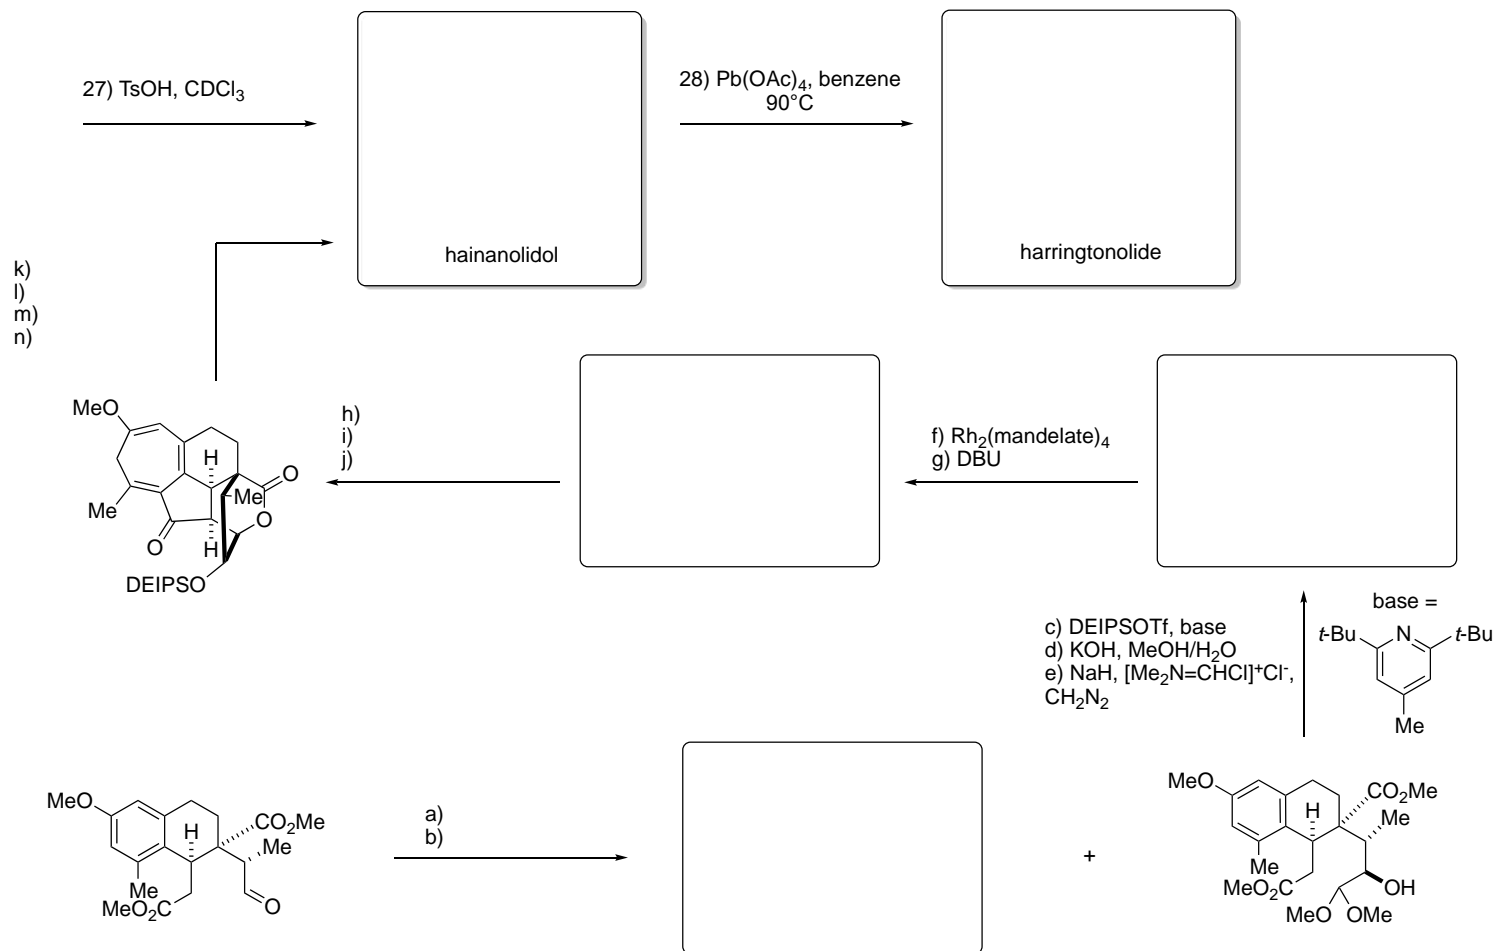 27) TsOH, CDCl3
28) Pb(OAc)4, benzene
90°C
hainanolidol
harringtonolide
k)
l)
m)
n)
MeO
H
O
Me
Me
O
O
H
DEIPSO
h)
i)
j)
f) Rh2(mandelate)4
g) DBU
c) DEIPSOTf, base
d) KOH, MeOH/H2O
e) NaH, [Me2N=CHCl]+Cl-,
CH2N2
base =
t-Bu
N
t-Bu
Me
MeO
H
CO2Me
Me
Me
MeO2C
O
a)
b)
+
MeO
H
CO2Me
Me
Me
MeO2C
OH
MeO
OMe